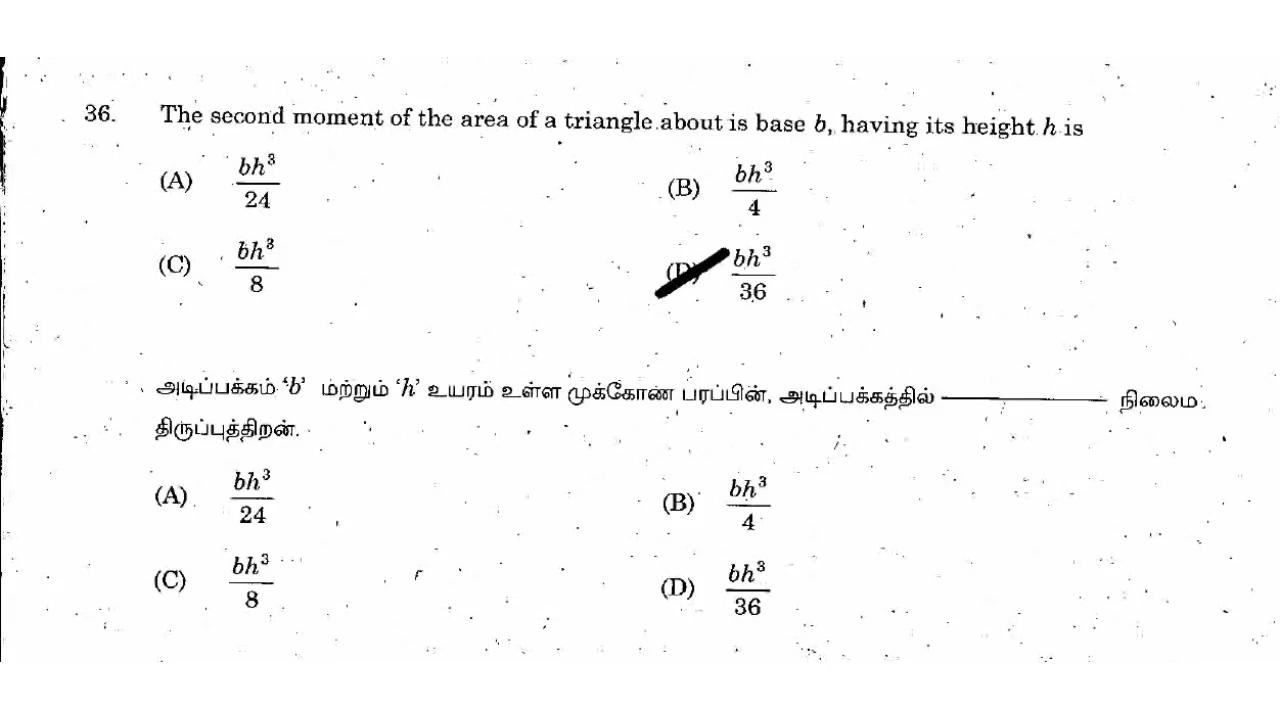 36. The second moment of the area of a triangle about is base b, having its height h is
(A) bh³/24 (B) bh³/4
(C) bh³/8 (D) bh³/36
அடிப்பக்கம் ‘b’ மற்றும் ‘h’ உயரம் உள்ள முக்கோண பரப்பின், அடிப்பக்கத்தில் ———— நிலைம
திருப்புத்திறன்.
(A) bh³/24 (B) bh³/4
(C) bh³/8 (D) bh³/36